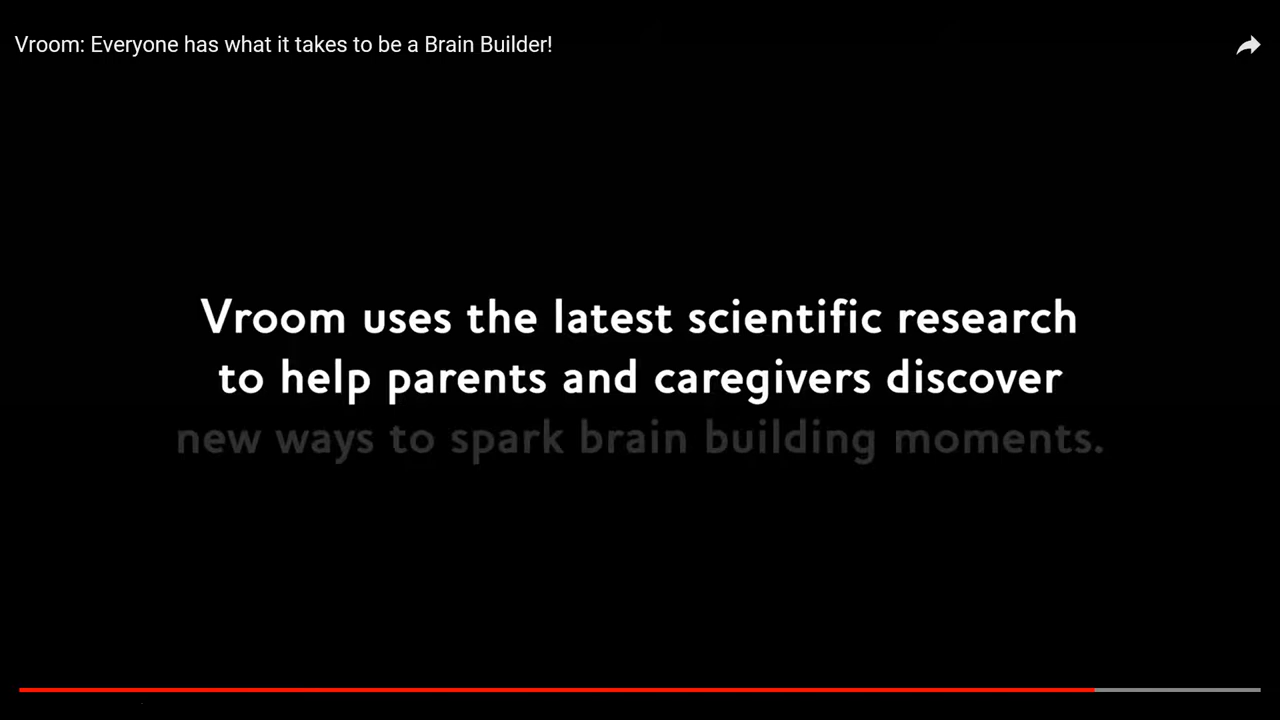 Vroom: Everyone has what it takes to be a Brain Builder!
Vroom uses the latest scientific research
to help parents and caregivers discover
new ways to spark brain building moments.